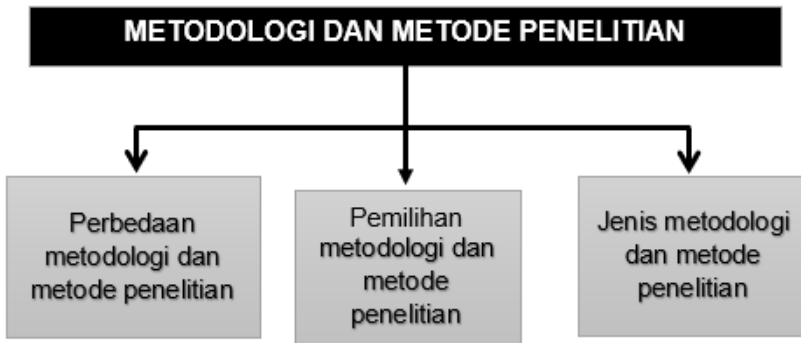 METODOLOGI DAN METODE PENELITIAN
Perbedaan
metodologi dan
metode penelitian
Pemilihan
metodologi dan
metode
penelitian
Jenis metodologi
dan metode
penelitian